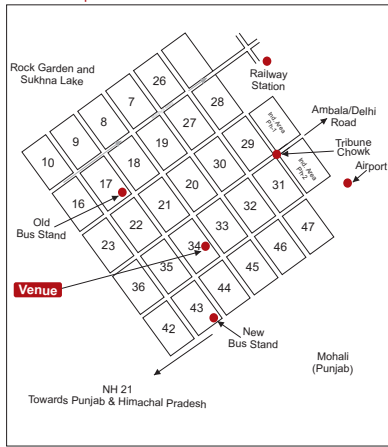 Rock Garden and
Sukhna Lake
Railway
Station
Ambala/Delhi
Road
Tribune
Chowk
Airport
Ind. Area
Ph-1
Ind. Area
Ph-2
26
7
8
9
10
28
27
19
18
17
16
29
30
20
21
22
23
31
32
33
34
35
36
47
46
45
44
43
42
Old
Bus Stand
Venue
New
Bus Stand
Mohali
(Punjab)
NH 21
Towards Punjab & Himachal Pradesh